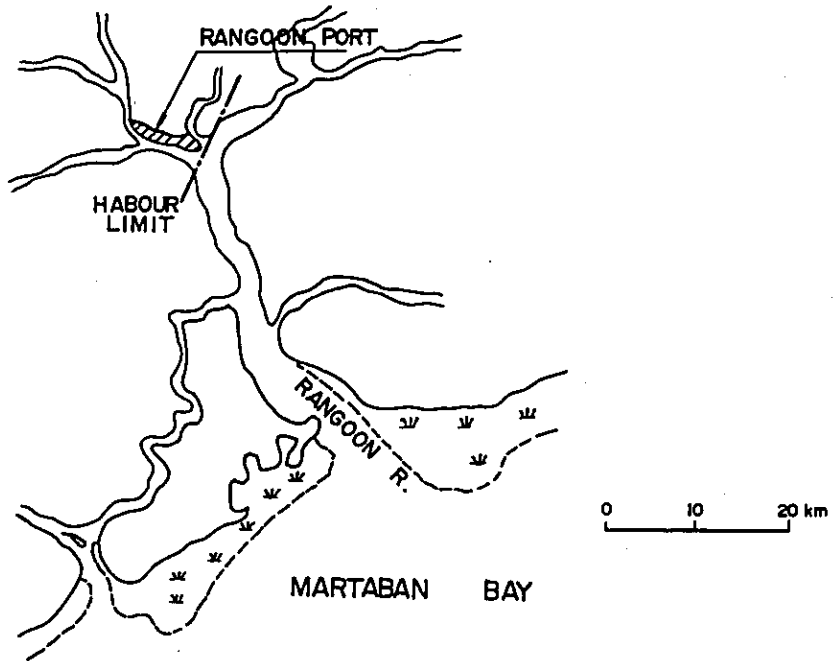 RANGOON PORT
HABOUR
LIMIT
RANGOON R.
0 10 20 km
MARTABAN BAY